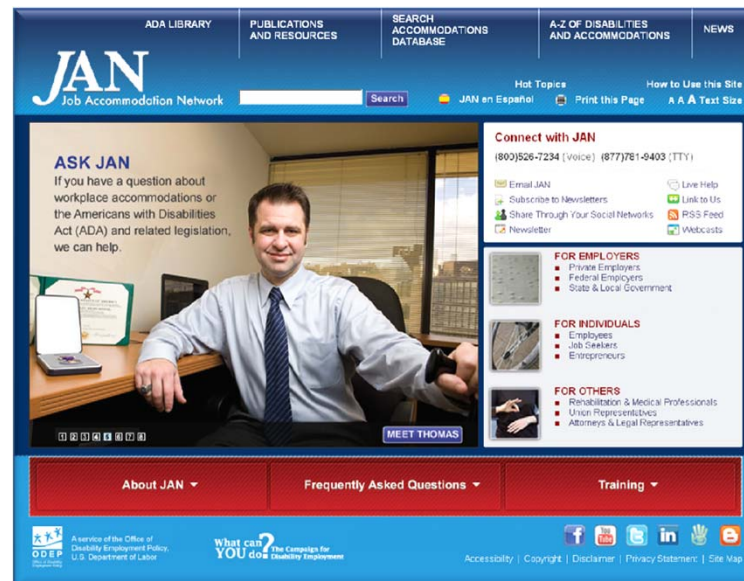 ADA LIBRARY
PUBLICATIONS
AND RESOURCES
SEARCH
ACCOMMODATIONS
DATABASE
A-Z OF DISABILITIES
AND ACCOMMODATIONS
NEWS
JAN
Job Accommodation Network
Search
Hot Topics
How to Use this Site
JAN en Español
Print this Page
A A A Text Size
ASK JAN
If you have a question about
workplace accommodations or
the Americans with Disabilities
Act (ADA) and related legislation,
we can help.
1 2 3 4 5 6 7 8
MEET THOMAS
Connect with JAN
(800)526-7234 (Voice) (877)781-9403 (TTY)
Email JAN
Live Help
Subscribe to Newsletters
Link to Us
Share Through Your Social Networks
RSS Feed
Newsletter
Webcasts
FOR EMPLOYERS
Private Employers
Federal Employers
State & Local Government
FOR INDIVIDUALS
Employees
Job Seekers
Entrepreneurs
FOR OTHERS
Rehabilitation & Medical Professionals
Union Representatives
Attorneys & Legal Representatives
About JAN
Frequently Asked Questions
Training
ODEP
A service of the Office of
Disability Employment Policy,
U.S. Department of Labor
What can
YOU do? The Campaign for
Disability Employment
You
Tube
Accessibility | Copyright | Disclaimer | Privacy Statement | Site Map